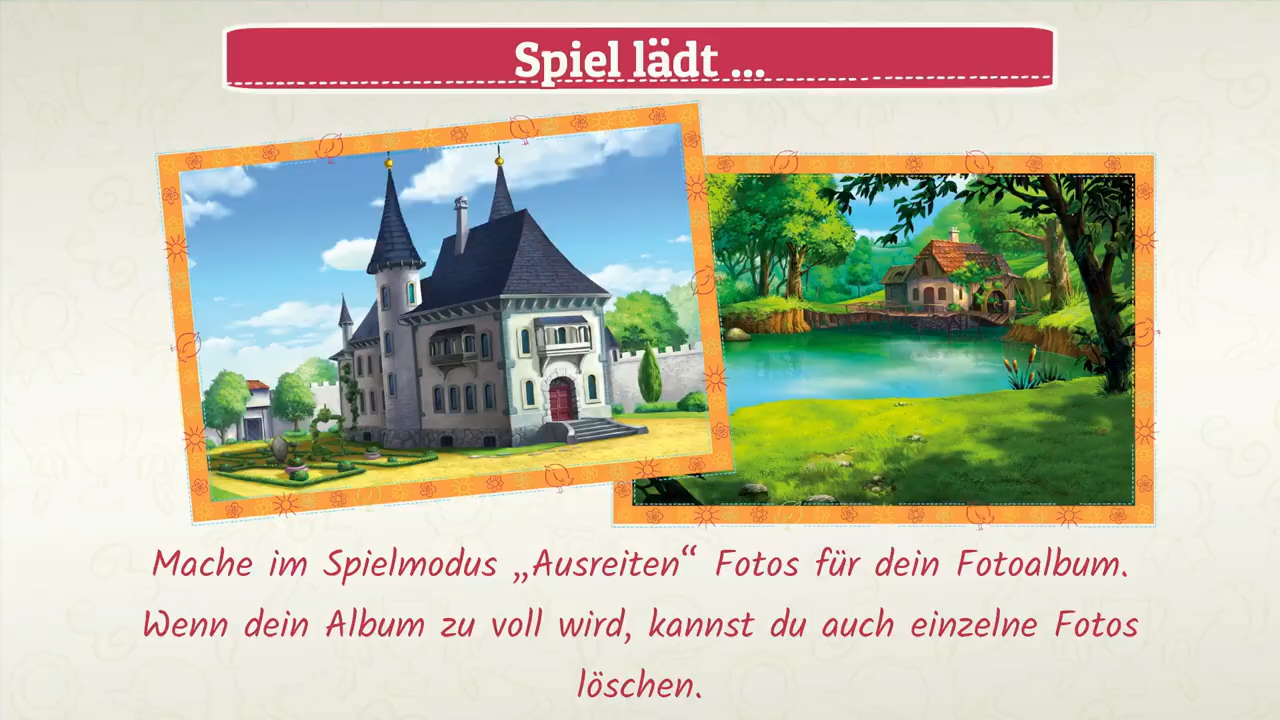 Spiel lädt ...
Mache im Spielmodus „Ausreiten“ Fotos für dein Fotoalbum.
Wenn dein Album zu voll wird, kannst du auch einzelne Fotos
löschen.